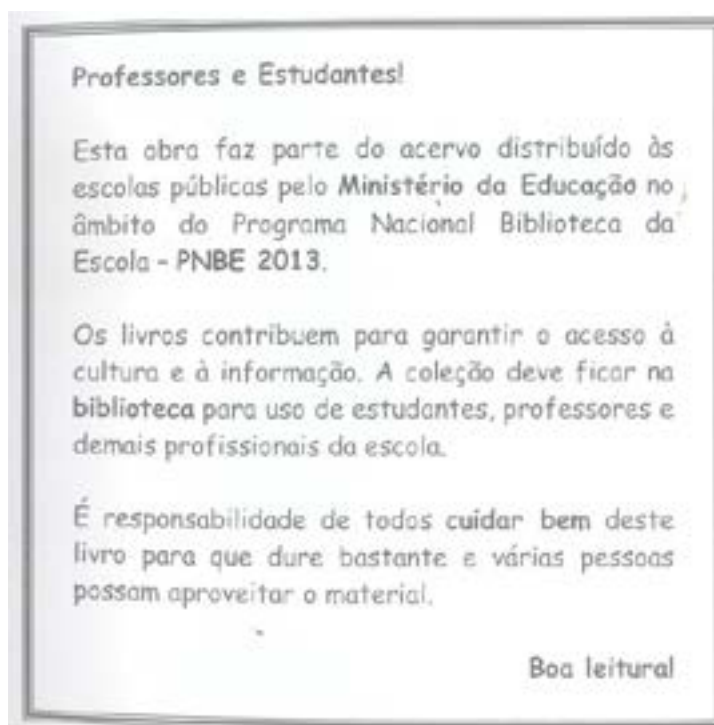 Professores e Estudantes!
Esta obra faz parte do acervo distribuído às
escolas públicas pelo Ministério da Educação no
âmbito do Programa Nacional Biblioteca da
Escola - PNBE 2013.
Os livros contribuem para garantir o acesso à
cultura e à informação. A coleção deve ficar na
biblioteca para uso de estudantes, professores e
demais profissionais da escola.
É responsabilidade de todos cuidar bem deste
livro para que dure bastante e várias pessoas
possam aproveitar o material.
Boa leitura!